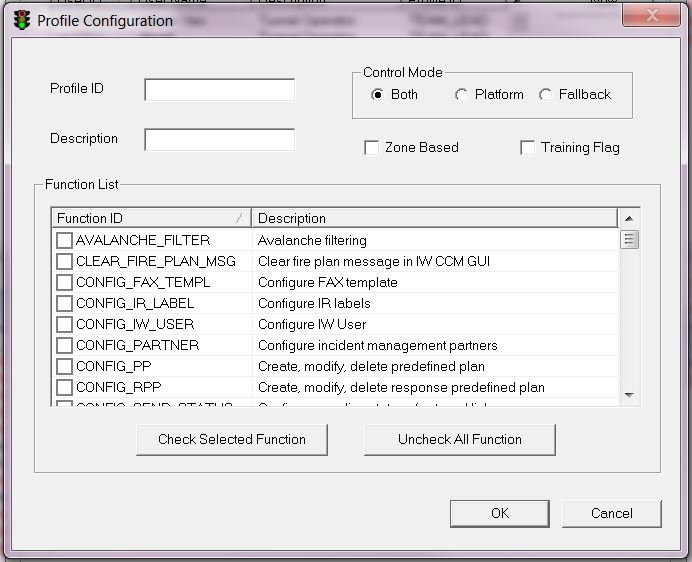 Profile Configuration
Profile ID
Control Mode
Both Platform Fallback
Description
Zone Based Training Flag
Function List
Function ID Description
AVALANCHE_FILTER Avalanche filtering
CLEAR_FIRE_PLAN_MSG Clear fire plan message in IW CCM GUI
CONFIG_FAX_TEMPL Configure FAX template
CONFIG_IR_LABEL Configure IR labels
CONFIG_IW_USER Configure IW User
CONFIG_PARTNER Configure incident management partners
CONFIG_PP Create, modify, delete predefined plan
CONFIG_RPP Create, modify, delete response predefined plan
Check Selected Function Uncheck All Function
OK Cancel